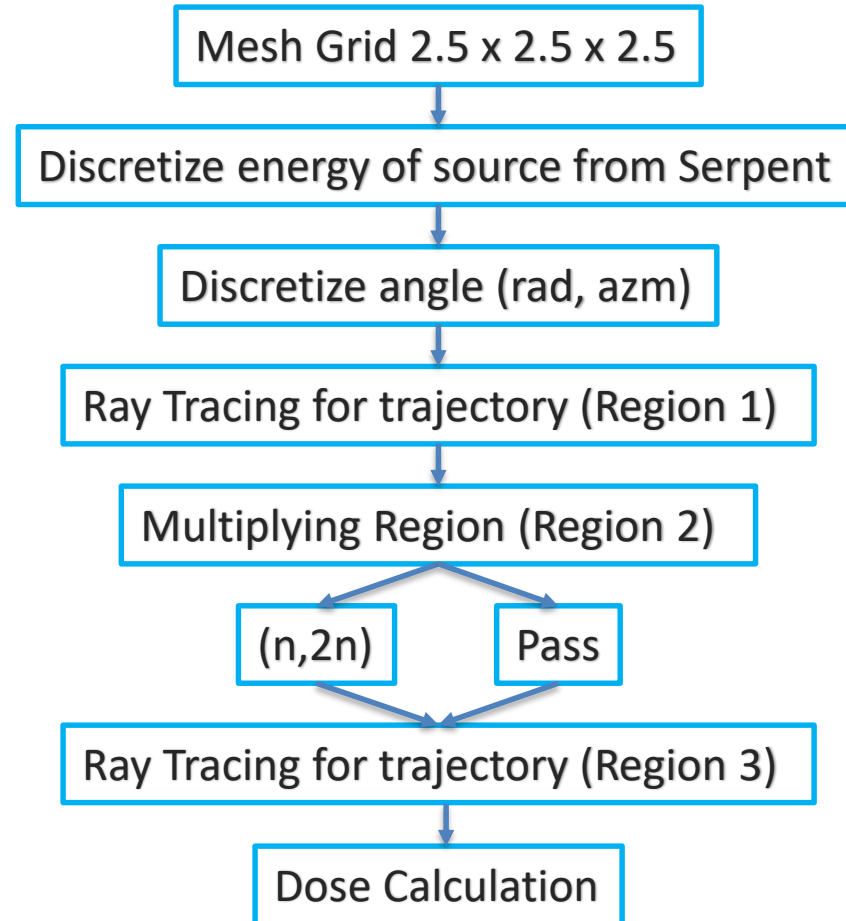 Mesh Grid 2.5 x 2.5 x 2.5
Discretize energy of source from Serpent
Discretize angle (rad, azm)
Ray Tracing for trajectory (Region 1)
Multiplying Region (Region 2)
(n,2n)
Pass
Ray Tracing for trajectory (Region 3)
Dose Calculation